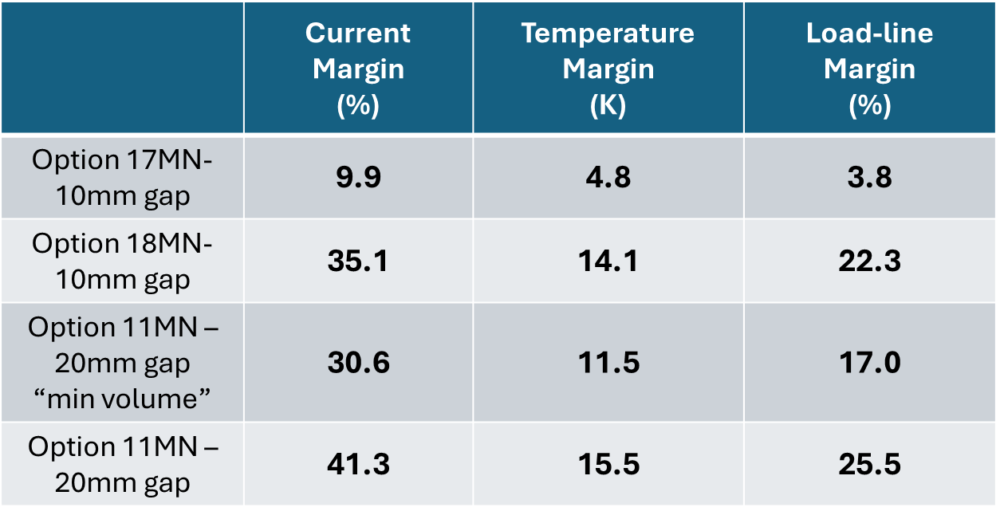 Current
Margin
(%)
Temperature
Margin
(K)
Load-line
Margin
(%)
Option 17MN-
10mm gap
9.9
4.8
3.8
Option 18MN-
10mm gap
35.1
14.1
22.3
Option 11MN –
20mm gap
“min volume”
30.6
11.5
17.0
Option 11MN –
20mm gap
41.3
15.5
25.5